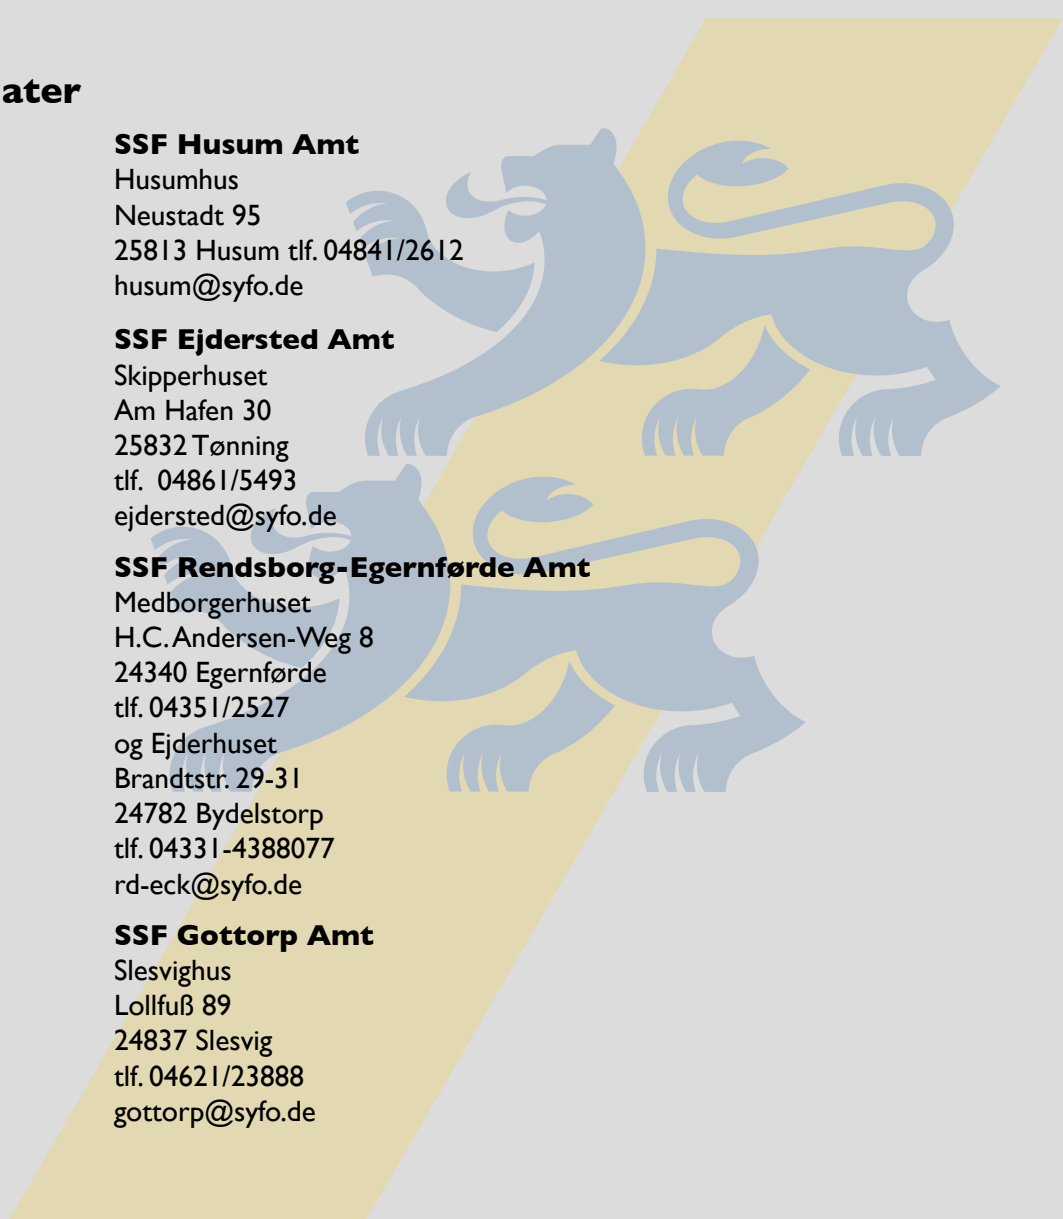 ater
SSF Husum Amt
Husumhus
Neustadt 95
25813 Husum tlf. 04841/2612
husum@syfo.de
SSF Ejdersted Amt
Skipperhuset
Am Hafen 30
25832 Tønning
tlf. 04861/5493
ejdersted@syfo.de
SSF Rendsborg-Egernførde Amt
Medborgerhuset
H.C. Andersen-Weg 8
24340 Egernførde
tlf. 04351/2527
og Ejderhuset
Brandtstr. 29-31
24782 Bydelstorp
tlf. 04331-4388077
rd-eck@syfo.de
SSF Gottorp Amt
Slesvighus
Lollfuß 89
24837 Slesvig
tlf. 04621/23888
gottorp@syfo.de